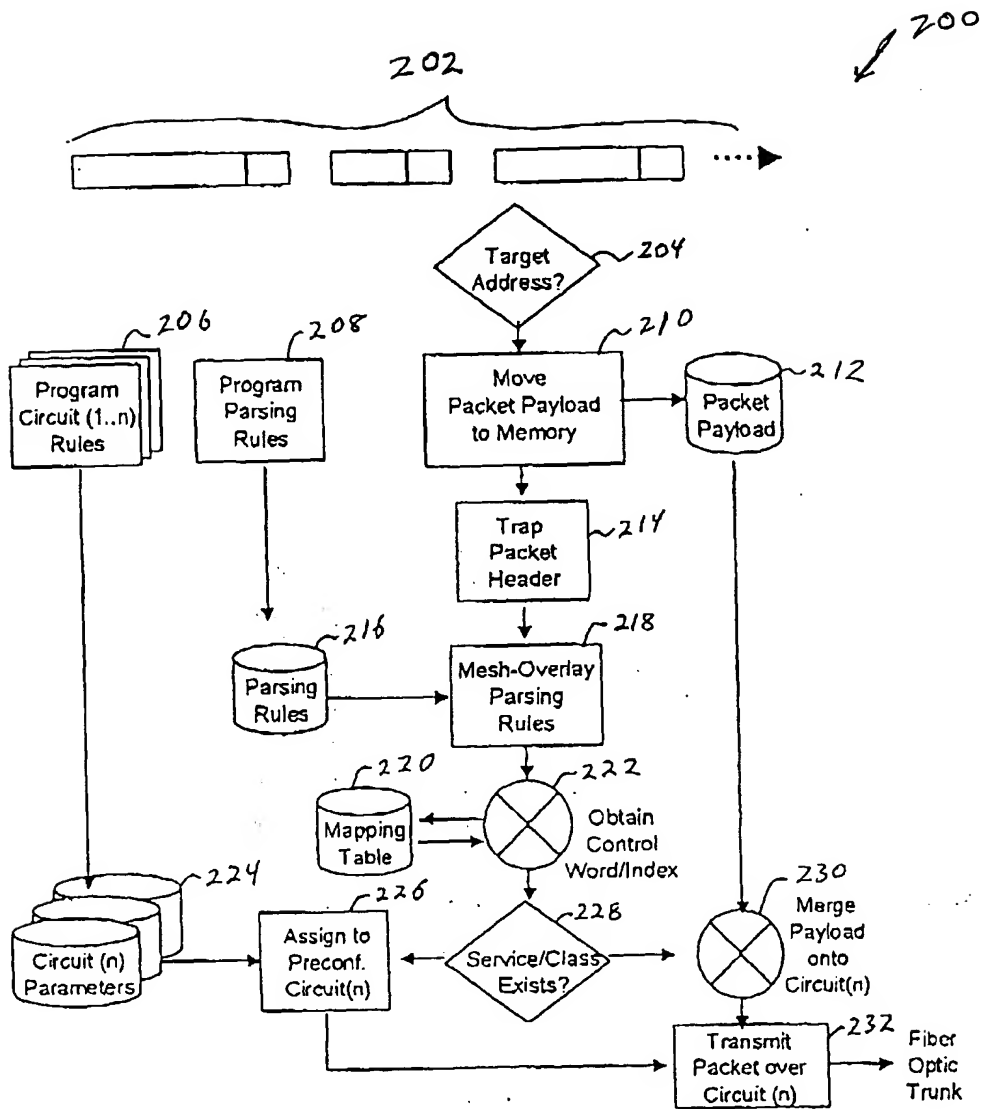 200
202
Target
Address?
204
206
208
210
212
Program
Circuit (1..n)
Rules
Program
Parsing
Rules
Move
Packet Payload
to Memory
Packet
Payload
Trap
Packet
Header
214
216
218
Parsing
Rules
Mesh-Overlay
Parsing
Rules
220
222
Mapping
Table
Obtain
Control
Word/Index
224
226
228
230
Circuit (n)
Parameters
Assign to
Preconf.
Circuit(n)
Service/Class
Exists?
Merge
Payload
onto
Circuit(n)
232
Transmit
Packet over
Circuit (n)
Fiber
Optic
Trunk